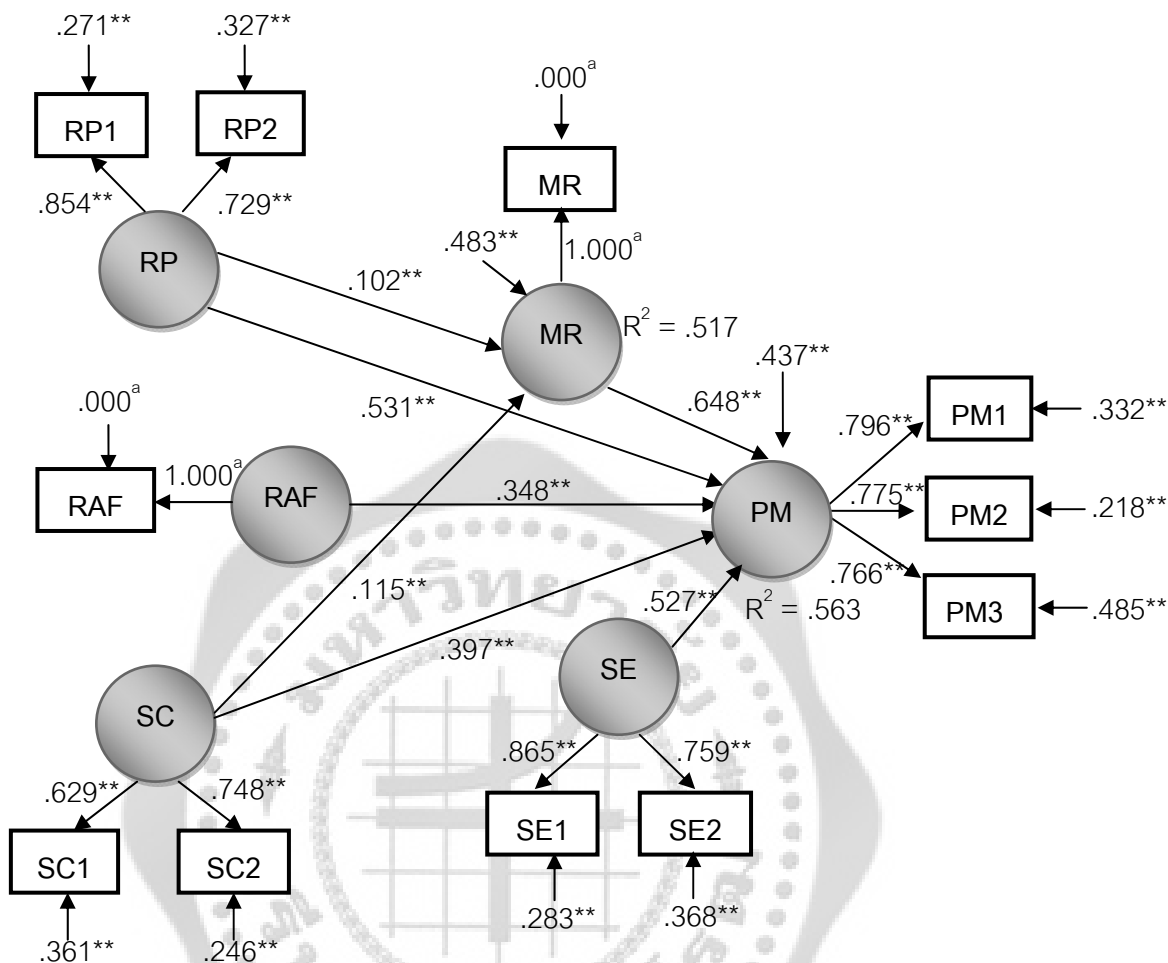 .271**
.327**
.000ᵃ
RP1
RP2
MR
.854**
.729**
.483**
1.000ᵃ
RP
.102**
MR
R² = .517
.437**
.531**
.648**
.796**
PM1
.332**
.000ᵃ
1.000ᵃ
RAF
RAF
.348**
PM
.775**
PM2
.218**
.115**
.527**
R² = .563
.766**
PM3
.485**
.397**
SC
SE
.629**
.748**
.865**
.759**
SC1
SC2
SE1
SE2
.361**
.246**
.283**
.368**